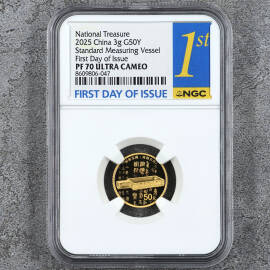 National Treasure
2025 China 3g G50Y
Standard Measuring Vessel
First Day of Issue
PF 70 ULTRA CAMEO
8609806-047
1st
FIRST DAY OF ISSUE
NGC
50